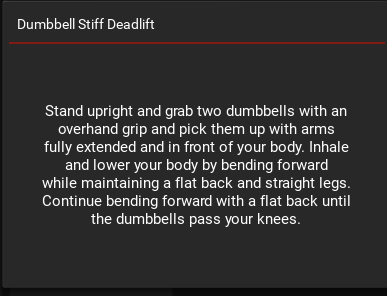 Dumbbell Stiff Deadlift
Stand upright and grab two dumbbells with an
overhand grip and pick them up with arms
fully extended and in front of your body. Inhale
and lower your body by bending forward
while maintaining a flat back and straight legs.
Continue bending forward with a flat back until
the dumbbells pass your knees.